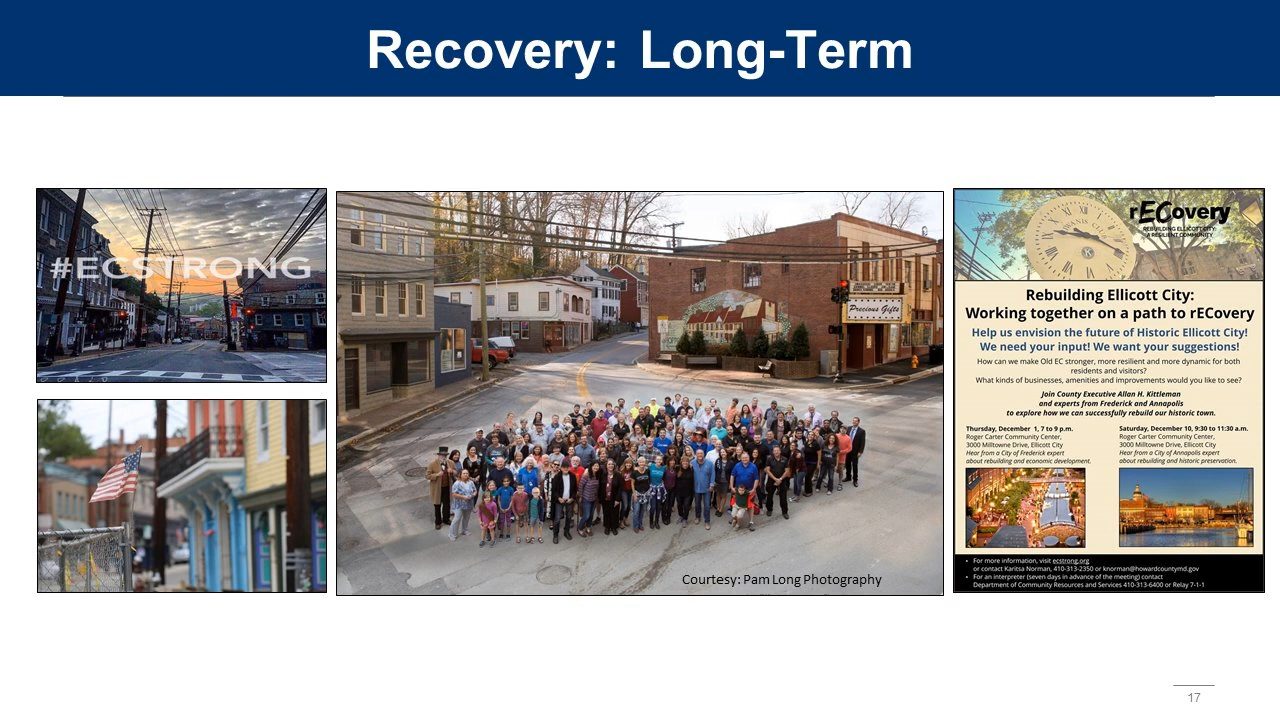 Recovery: Long-Term
#ECSTRONG
Precious Gifts
Courtesy: Pam Long Photography
rECovery
REBUILDING ELLICOTT CITY:
A RESILIENT COMMUNITY
Rebuilding Ellicott City:
Working together on a path to rECovery
Help us envision the future of Historic Ellicott City!
We need your input! We want your suggestions!
How can we make Old EC stronger, more resilient and more dynamic for both
residents and visitors?
What kinds of businesses, amenities and improvements would you like to see?
Join County Executive Allan H. Kittleman
and experts from Frederick and Annapolis
to explore how we can successfully rebuild our historic town.
Thursday, December 1, 7 to 9 p.m.
Roger Carter Community Center,
3000 Milltowne Drive, Ellicott City
Hear from a City of Frederick expert
about rebuilding and economic development.
Saturday, December 10, 9:30 to 11:30 a.m.
Roger Carter Community Center,
3000 Milltowne Drive, Ellicott City
Hear from a City of Annapolis expert
about rebuilding and historic preservation.
• For more information, visit ecstrong.org
or contact Karitsa Norman, 410-313-2350 or knorman@howardcountymd.gov
• For an interpreter (seven days in advance of the meeting) contact
Department of Community Resources and Services 410-313-6400 or Relay 7-1-1
17